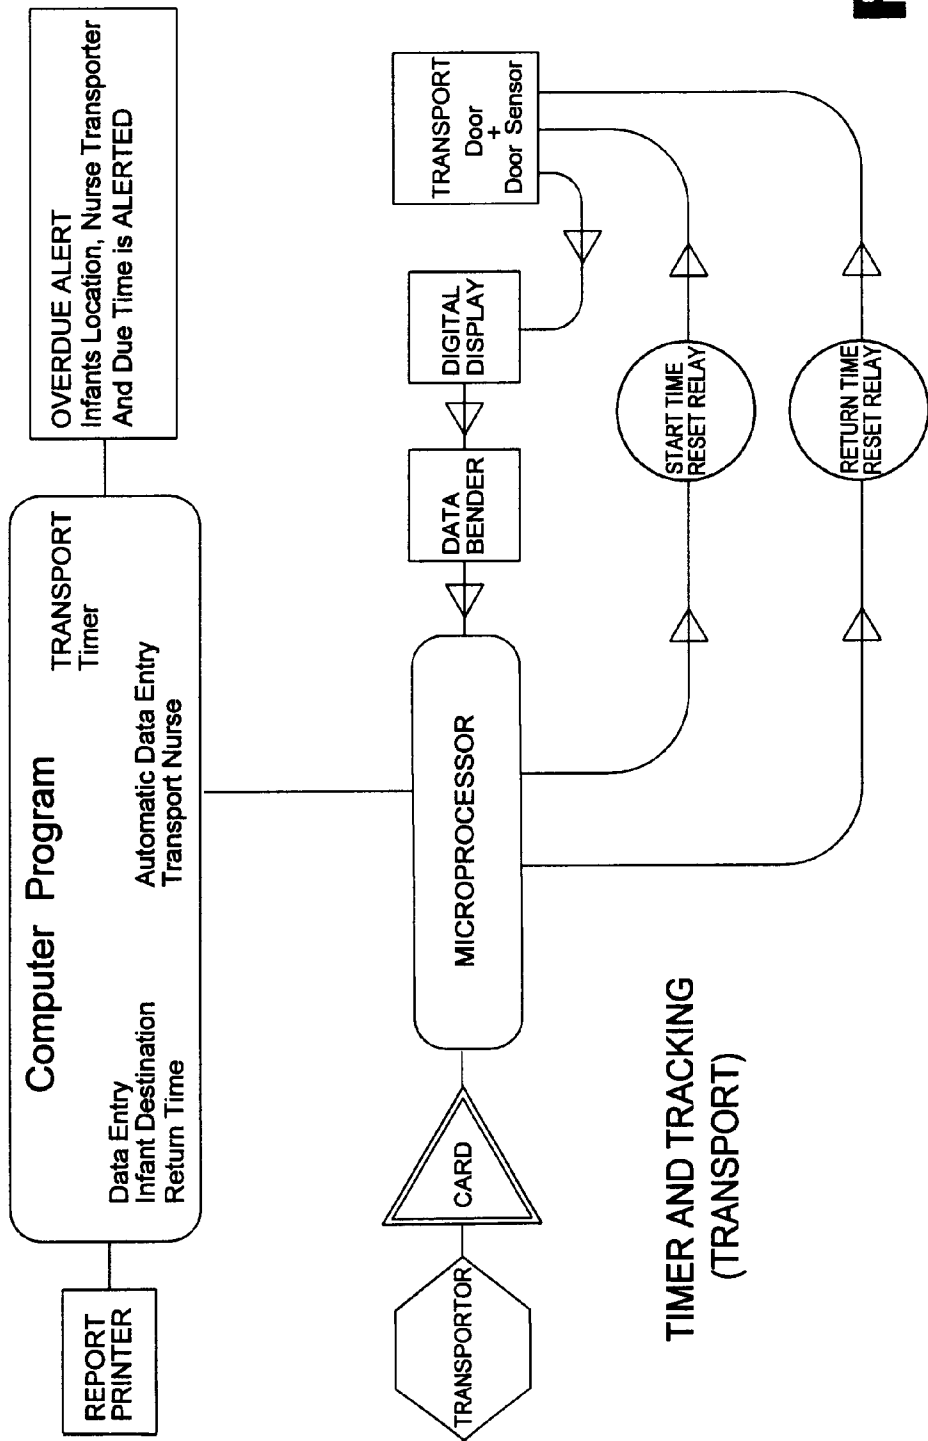 REPORT
PRINTER
Computer Program
Data Entry
Infant Destination
Return Time
Automatic Data Entry
Transport Nurse
TRANSPORT
Timer
OVERDUE ALERT
Infants Location, Nurse Transporter
And Due Time is ALERTED
TRANSPORTOR
CARD
MICROPROCESSOR
DATA
BENDER
DIGITAL
DISPLAY
TRANSPORT
Door
+
Door Sensor
START TIME
RESET RELAY
RETURN TIME
RESET RELAY
TIMER AND TRACKING
(TRANSPORT)